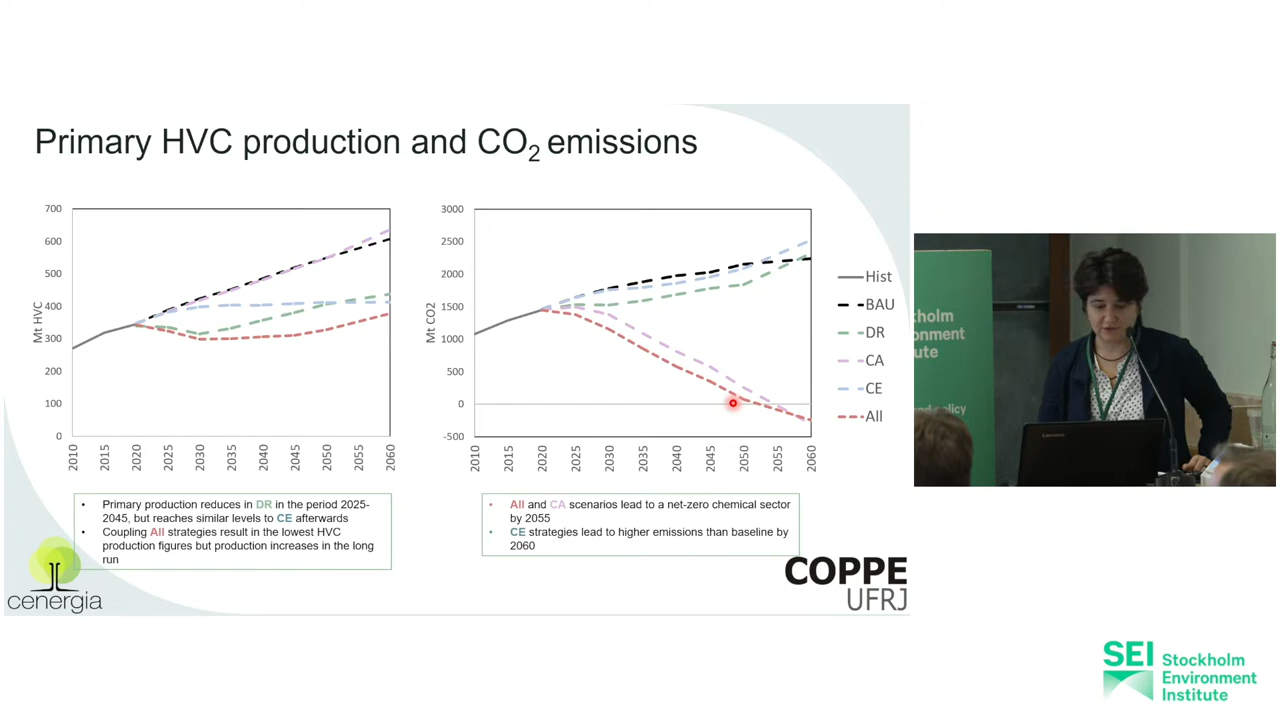 Primary HVC production and CO2 emissions
700
600
500
400
300
200
100
0
Mt HVC
2010
2015
2020
2025
2030
2035
2040
2045
2050
2055
2060
3000
2500
2000
1500
1000
500
0
-500
Mt CO2
2010
2015
2020
2025
2030
2035
2040
2045
2050
2055
2060
Hist
BAU
DR
CA
CE
All
• Primary production reduces in DR in the period 2025-
2045, but reaches similar levels to CE afterwards
• Coupling All strategies result in the lowest HVC
production figures but production increases in the long
run
• All and CA scenarios lead to a net-zero chemical sector
by 2055
• CE strategies lead to higher emissions than baseline by
2060
cenergia
COPPE
UFRJ
Lenovo
SEI Stockholm
Environment
Institute